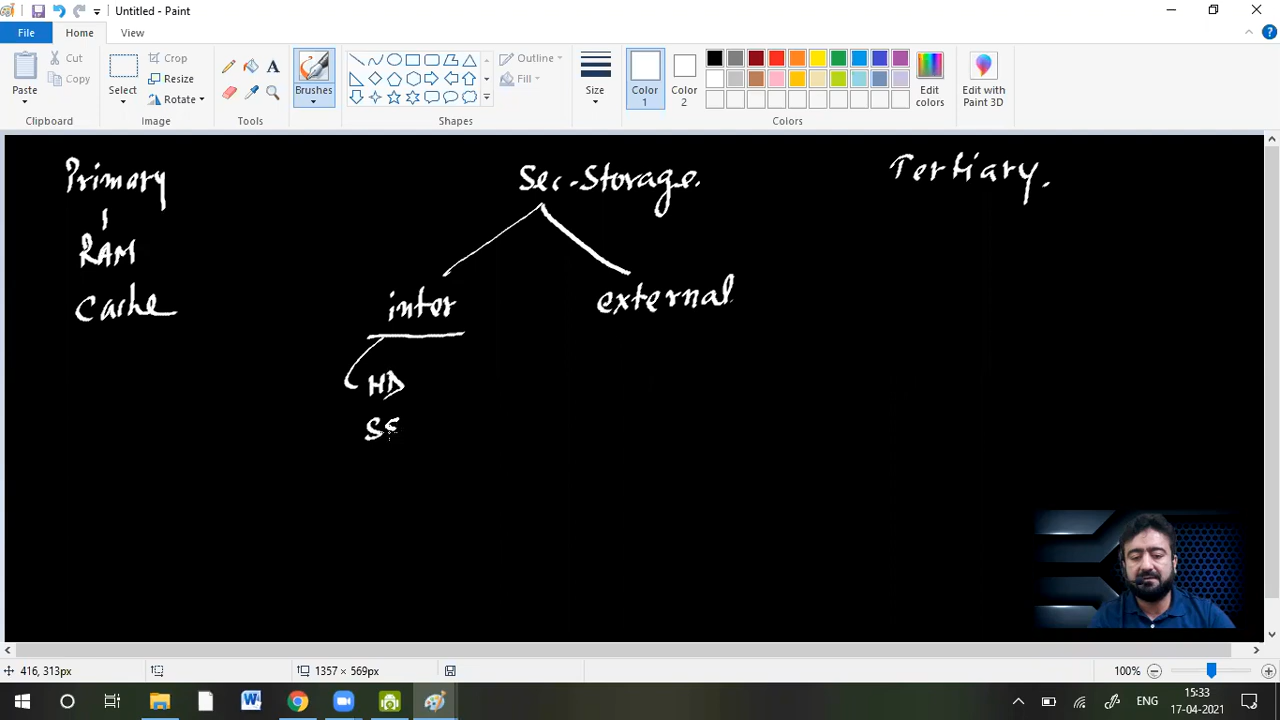 Untitled - Paint
File Home View
Paste
Cut
Copy
Clipboard
Select
Crop
Resize
Rotate
Image
Tools
Brushes
Shapes
Outline
Fill
Size
Color 1
Color 2
Colors
Edit colors
Edit with Paint 3D
Primary
RAM
Cache
Sec-Storage.
inter
external
HD
SS
Tertiary.
416, 313px
1357 × 569px
100%
ENG
15:33
17-04-2021